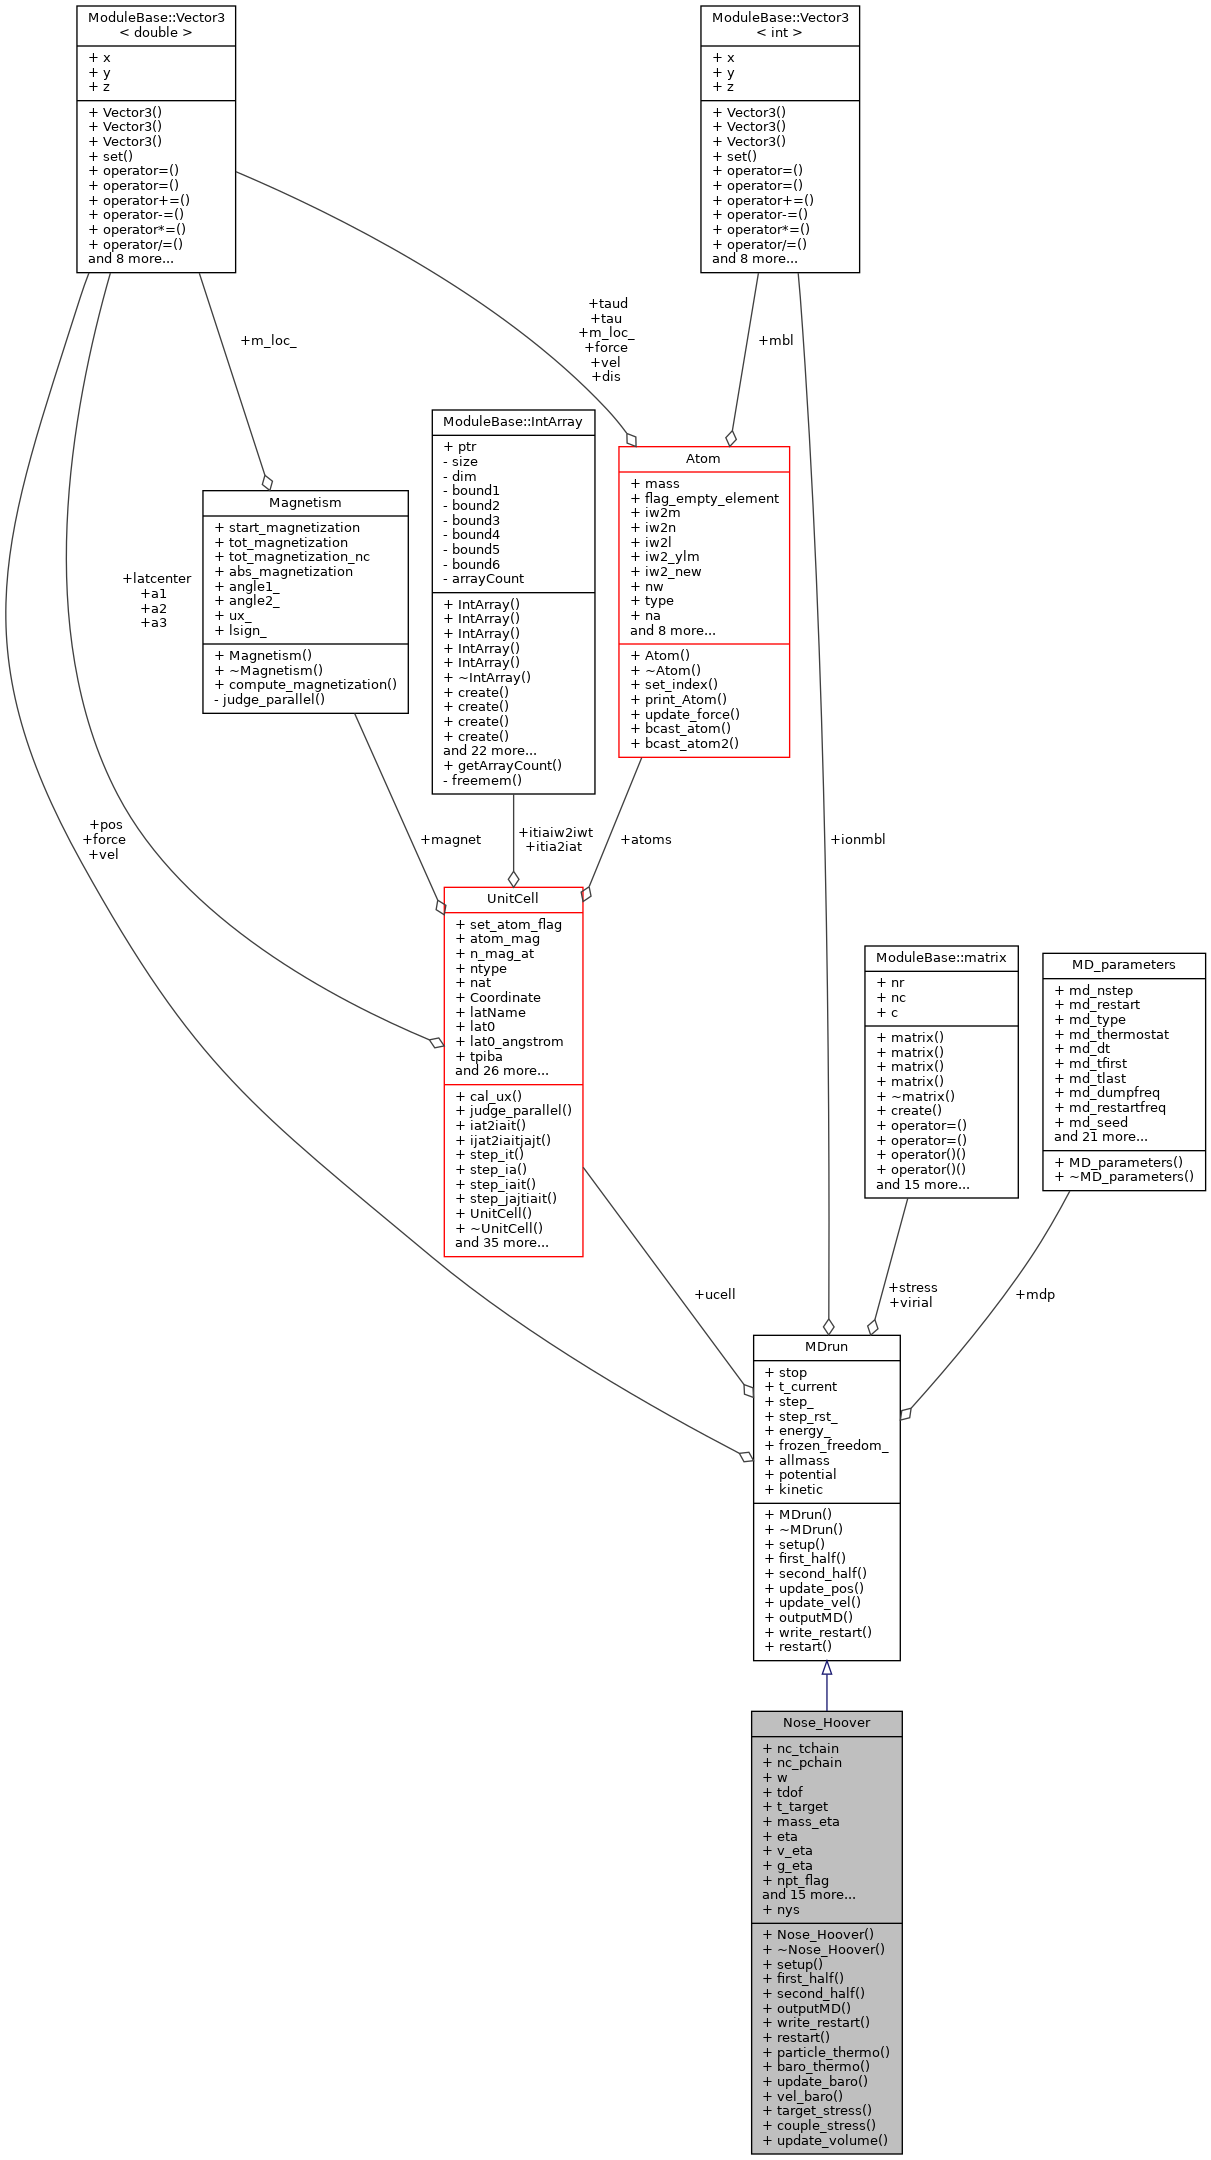 ModuleBase::Vector3
< double >
+ x
+ y
+ z
+ Vector3()
+ Vector3()
+ Vector3()
+ set()
+ operator=()
+ operator=()
+ operator+=()
+ operator-=()
+ operator*=()
+ operator/=()
and 8 more...
ModuleBase::Vector3
< int >
+ x
+ y
+ z
+ Vector3()
+ Vector3()
+ Vector3()
+ set()
+ operator=()
+ operator=()
+ operator+=()
+ operator-=()
+ operator*=()
+ operator/=()
and 8 more...
+taud
+tau
+m_loc_
+force
+vel
+dis
+m_loc_
+mbl
ModuleBase::IntArray
+ ptr
- size
- dim
- bound1
- bound2
- bound3
- bound4
- bound5
- bound6
- arrayCount
+ IntArray()
+ IntArray()
+ IntArray()
+ IntArray()
+ IntArray()
+ ~IntArray()
+ create()
+ create()
+ create()
+ create()
and 22 more...
+ getArrayCount()
- freemem()
Atom
+ mass
+ flag_empty_element
+ iw2m
+ iw2n
+ iw2l
+ iw2_ylm
+ iw2_new
+ nw
+ type
+ na
and 8 more...
+ Atom()
+ ~Atom()
+ set_index()
+ print_Atom()
+ update_force()
+ bcast_atom()
+ bcast_atom2()
Magnetism
+ start_magnetization
+ tot_magnetization
+ tot_magnetization_nc
+ abs_magnetization
+ angle1_
+ angle2_
+ ux_
+ lsign_
+ Magnetism()
+ ~Magnetism()
+ compute_magnetization()
- judge_parallel()
+latcenter
+a1
+a2
+a3
+pos
+force
+vel
+magnet
+itiaiw2iwt
+itia2iat
+atoms
+ionmbl
UnitCell
+ set_atom_flag
+ atom_mag
+ n_mag_at
+ ntype
+ nat
+ Coordinate
+ latName
+ lat0
+ lat0_angstrom
+ tpiba
and 26 more...
+ cal_ux()
+ judge_parallel()
+ iat2iait()
+ ijat2iaitjajt()
+ step_it()
+ step_ia()
+ step_iait()
+ step_jajtiait()
+ UnitCell()
+ ~UnitCell()
and 35 more...
ModuleBase::matrix
+ nr
+ nc
+ c
+ matrix()
+ matrix()
+ matrix()
+ matrix()
+ ~matrix()
+ create()
+ operator=()
+ operator=()
+ operator()()
+ operator()()
and 15 more...
MD_parameters
+ md_nstep
+ md_restart
+ md_type
+ md_thermostat
+ md_dt
+ md_tfirst
+ md_tlast
+ md_dumpfreq
+ md_restartfreq
+ md_seed
and 21 more...
+ MD_parameters()
+ ~MD_parameters()
+ucell
+stress
+virial
+mdp
MDrun
+ stop
+ t_current
+ step_
+ step_rst_
+ energy_
+ frozen_freedom_
+ allmass
+ potential
+ kinetic
+ MDrun()
+ ~MDrun()
+ setup()
+ first_half()
+ second_half()
+ update_pos()
+ update_vel()
+ outputMD()
+ write_restart()
+ restart()
Nose_Hoover
+ nc_tchain
+ nc_pchain
+ w
+ tdof
+ t_target
+ mass_eta
+ eta
+ v_eta
+ g_eta
+ npt_flag
and 15 more...
+ nys
+ Nose_Hoover()
+ ~Nose_Hoover()
+ setup()
+ first_half()
+ second_half()
+ outputMD()
+ write_restart()
+ restart()
+ particle_thermo()
+ baro_thermo()
+ update_baro()
+ vel_baro()
+ target_stress()
+ couple_stress()
+ update_volume()